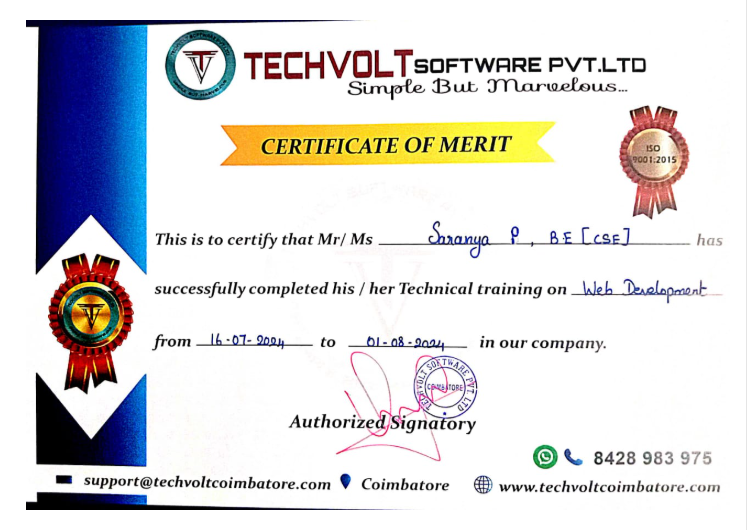 TECHVOLT SOFTWARE PVT.LTD
Simple But Marvelous...
CERTIFICATE OF MERIT
ISO
9001:2015
This is to certify that Mr/ Ms Saranya P, B.E [CSE] has
successfully completed his / her Technical training on Web Development
from 16-07-2024 to 01-08-2024 in our company.
TECHVOLT SOFTWARE PVT LTD
COIMBATORE
Authorized Signatory
8428 983 975
support@techvoltcoimbatore.com Coimbatore www.techvoltcoimbatore.com